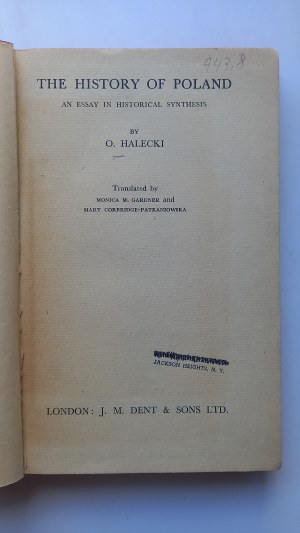 943,8
THE HISTORY OF POLAND
AN ESSAY IN HISTORICAL SYNTHESIS
BY
O. HALECKI
Translated by
MONICA M. GARDNER and
MARY CORBRIDGE-PATKANIOWSKA
JACKSON HEIGHTS, N. Y.
LONDON: J. M. DENT & SONS LTD.